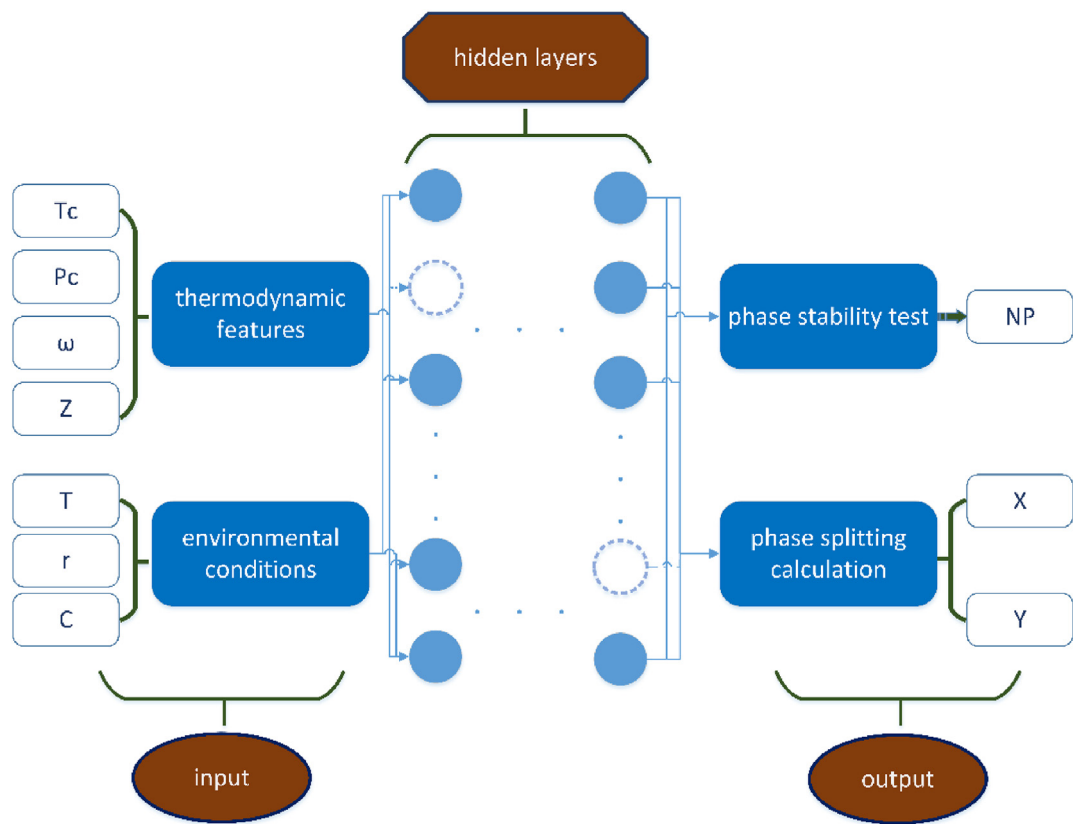 hidden layers
Tc
Pc
ω
Z
thermodynamic
features
T
r
C
environmental
conditions
phase stability test
NP
phase splitting
calculation
X
Y
input
output